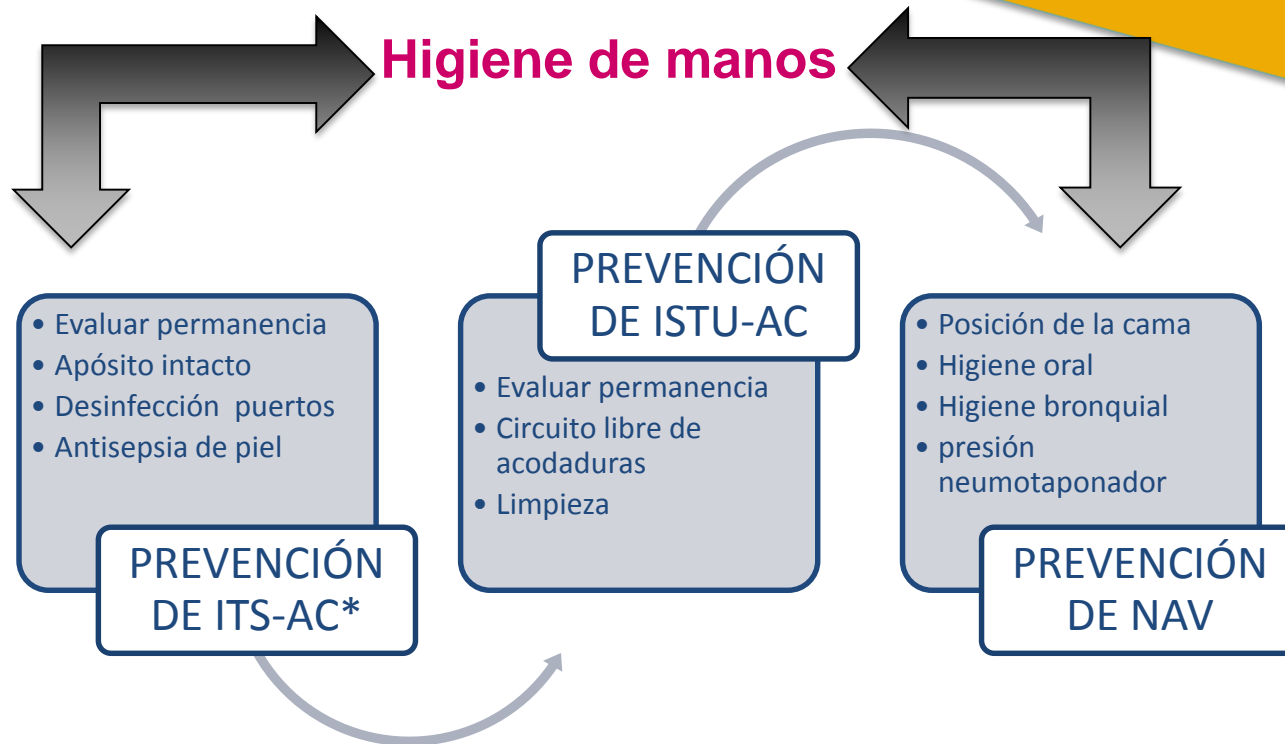 Higiene de manos
• Evaluar permanencia
• Apósito intacto
• Desinfección puertos
• Antisepsia de piel
PREVENCIÓN
DE ITS-AC*
PREVENCIÓN
DE ISTU-AC
• Evaluar permanencia
• Circuito libre de
acodaduras
• Limpieza
• Posición de la cama
• Higiene oral
• Higiene bronquial
• presión
neumotaponador
PREVENCIÓN
DE NAV